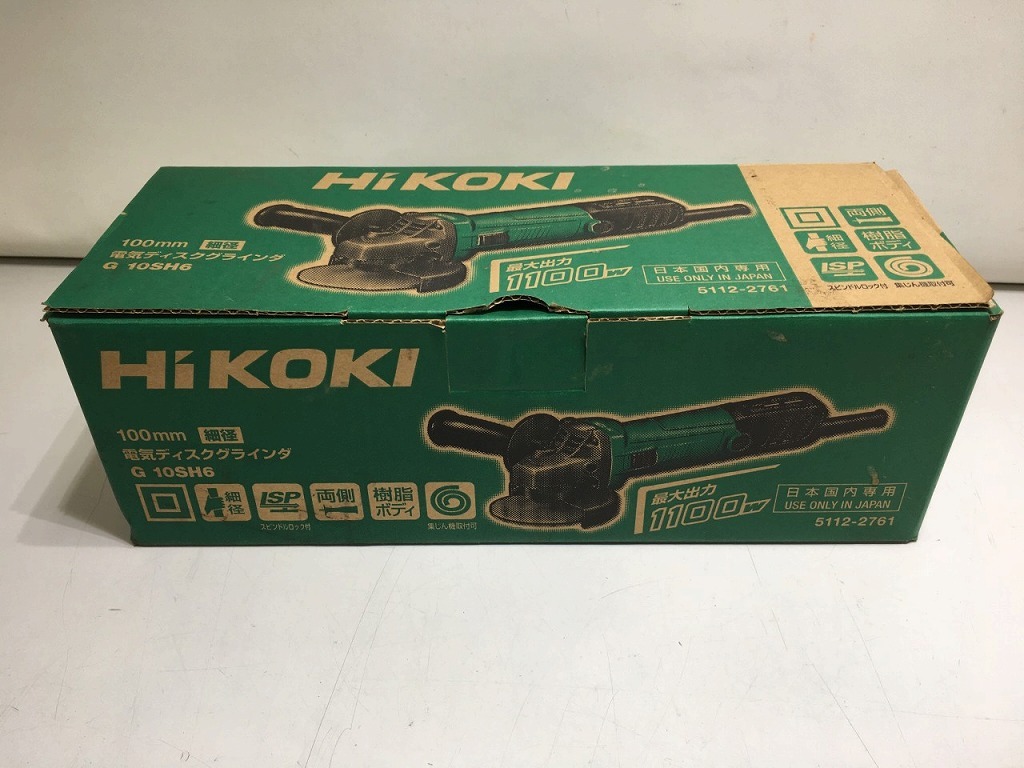 HiKOKI
100mm 細径
電気ディスクグラインダ
G 10SH6
最大出力
1100W
日本国内専用
USE ONLY IN JAPAN
5112-2761
両側
細径
樹脂ボディ
ISP
スピンドルロック付
集じん機取付可
HiKOKI
100mm 細径
電気ディスクグラインダ
G 10SH6
細径
ISP
スピンドルロック付
両側
樹脂ボディ
集じん機取付可
最大出力
1100W
日本国内専用
USE ONLY IN JAPAN
5112-2761